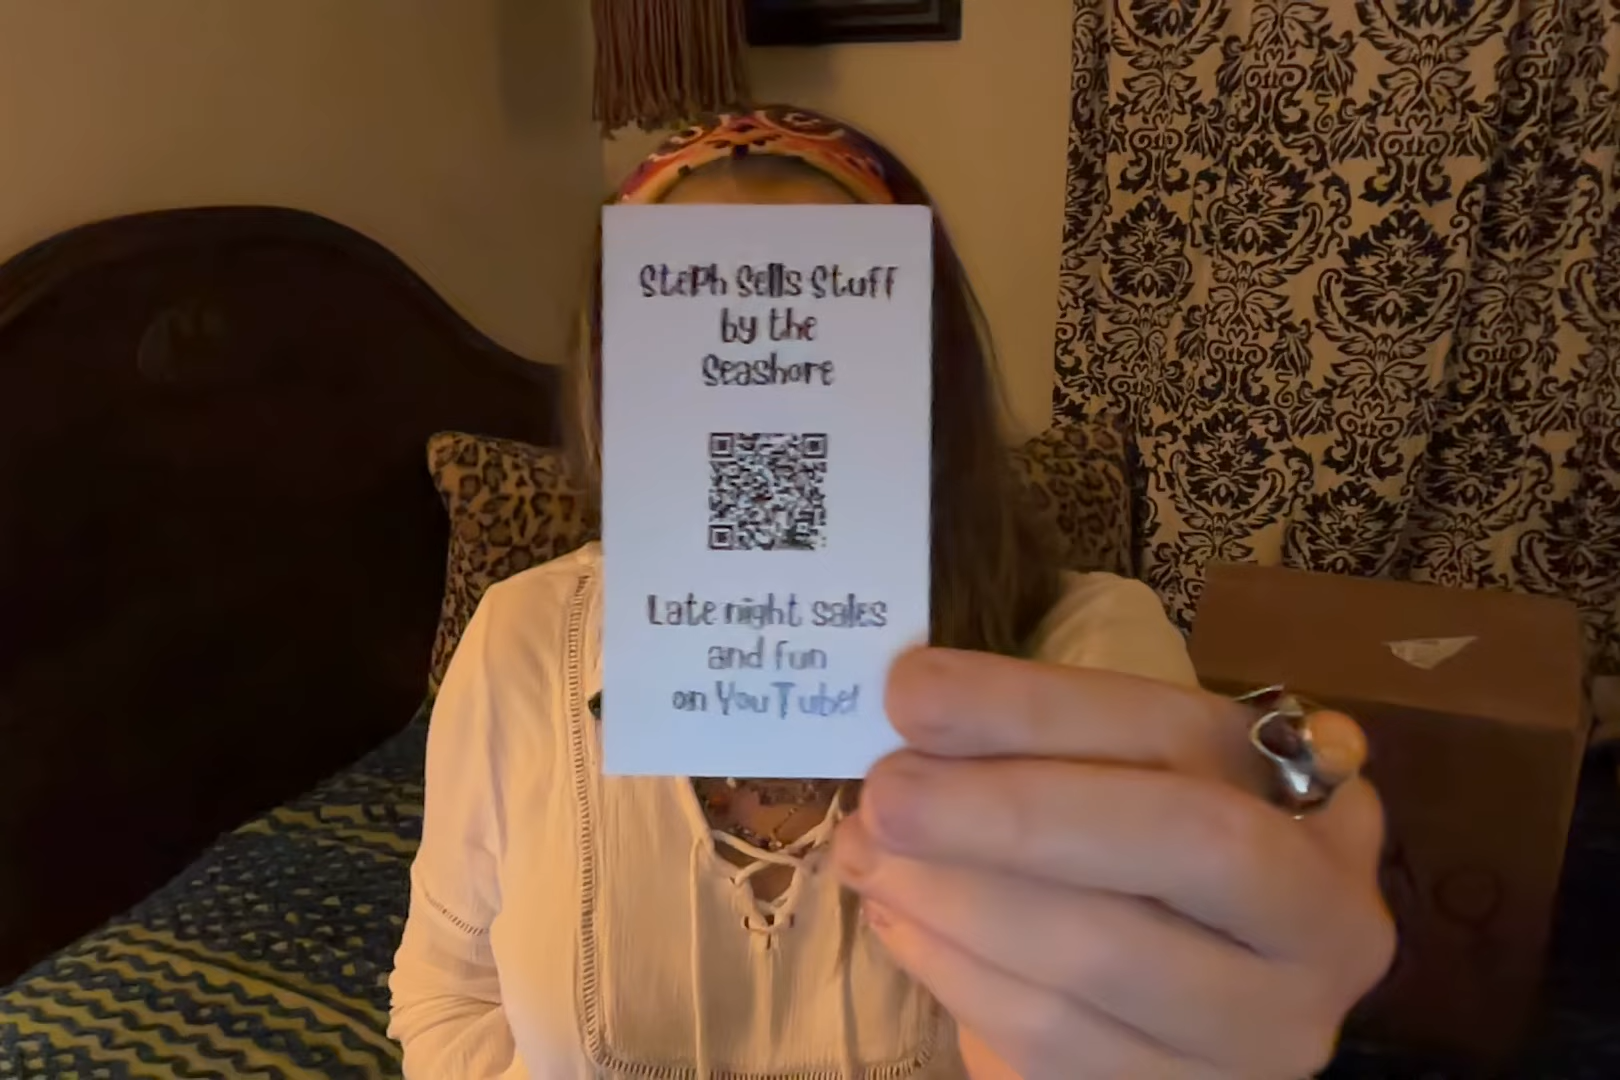 Steph Sells Stuff
by the
Seashore
Late night sales
and fun
on YouTube!